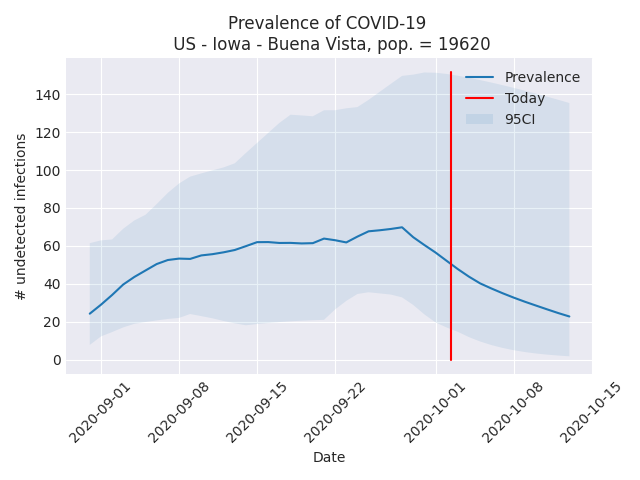 Prevalence of COVID-19
US - Iowa - Buena Vista, pop. = 19620
Prevalence
Today
95CI
# undetected infections
140
120
100
80
60
40
20
0
2020-09-01
2020-09-08
2020-09-15
2020-09-22
2020-10-01
2020-10-08
2020-10-15
Date